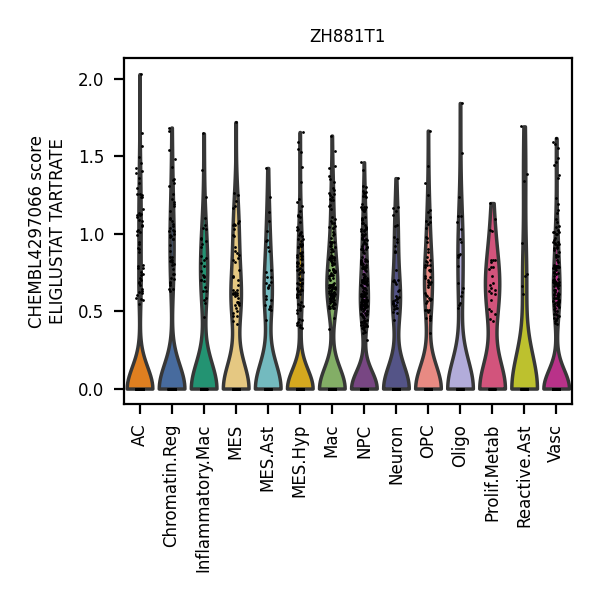 ZH881T1
CHEMBL4297066 score
ELIGLUSTAT TARTRATE
2.0
1.5
1.0
0.5
0.0
AC
Chromatin.Reg
Inflammatory.Mac
MES
MES.Ast
MES.Hyp
Mac
NPC
Neuron
OPC
Oligo
Prolif.Metab
Reactive.Ast
Vasc